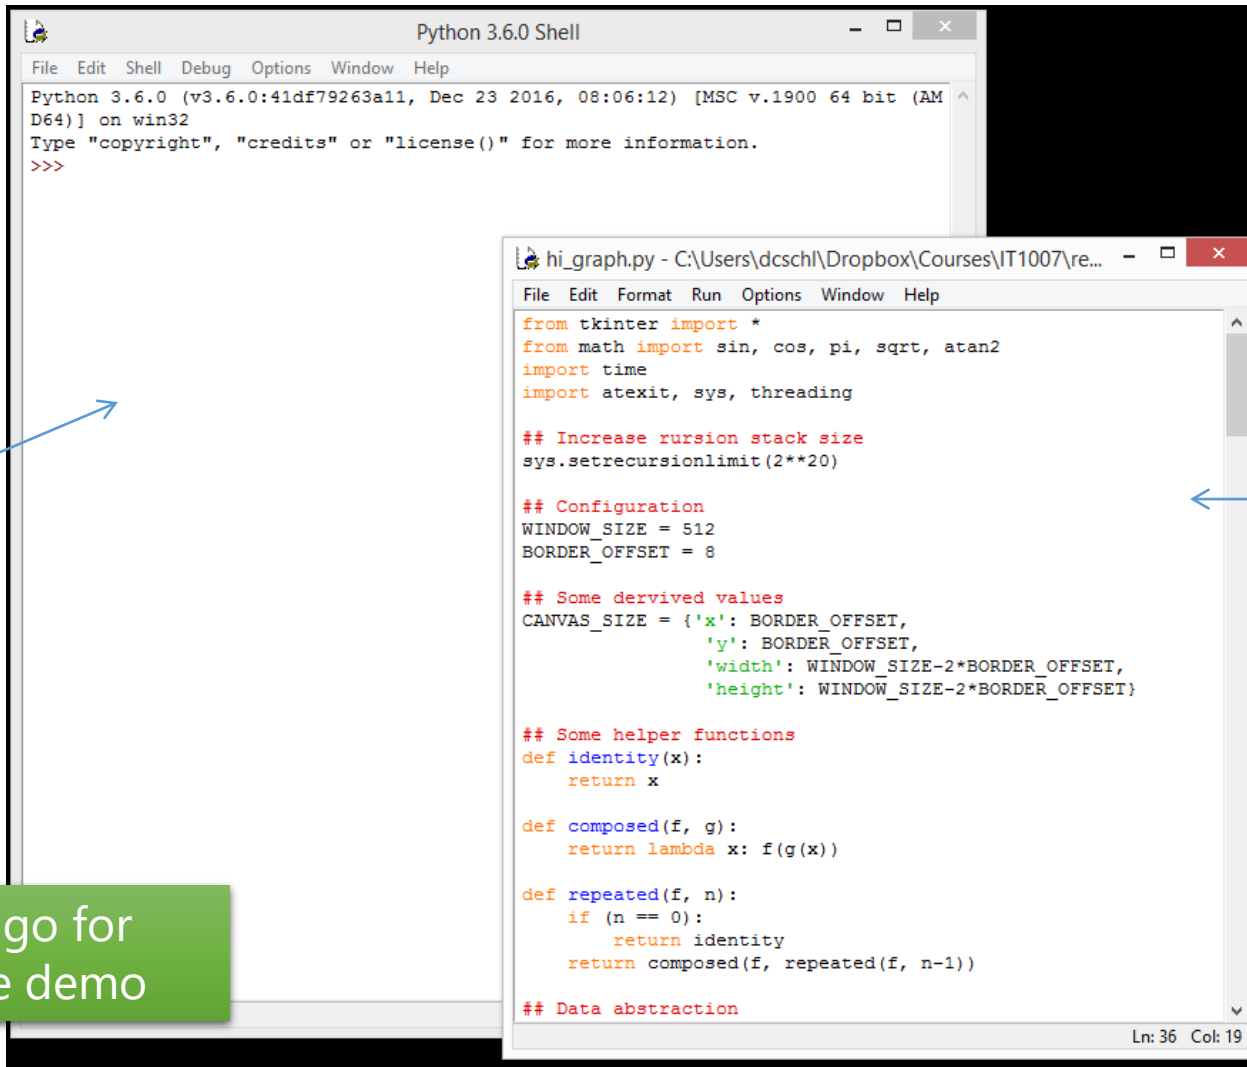 Python 3.6.0 Shell
File Edit Shell Debug Options Window Help
Python 3.6.0 (v3.6.0:41df79263a11, Dec 23 2016, 08:06:12) [MSC v.1900 64 bit (AM
D64)] on win32
Type "copyright", "credits" or "license()" for more information.
>>>
hi_graph.py - C:\Users\dcschl\Dropbox\Courses\IT1007\re...
File Edit Format Run Options Window Help
from tkinter import *
from math import sin, cos, pi, sqrt, atan2
import time
import atexit, sys, threading
## Increase rursion stack size
sys.setrecursionlimit(2**20)
## Configuration
WINDOW_SIZE = 512
BORDER_OFFSET = 8
## Some dervived values
CANVAS_SIZE = {'x': BORDER_OFFSET,
'y': BORDER_OFFSET,
'width': WINDOW_SIZE-2*BORDER_OFFSET,
'height': WINDOW_SIZE-2*BORDER_OFFSET}
## Some helper functions
def identity(x):
return x
def composed(f, g):
return lambda x: f(g(x))
def repeated(f, n):
if (n == 0):
return identity
return composed(f, repeated(f, n-1))
## Data abstraction
Ln: 36 Col: 19
go for
e demo